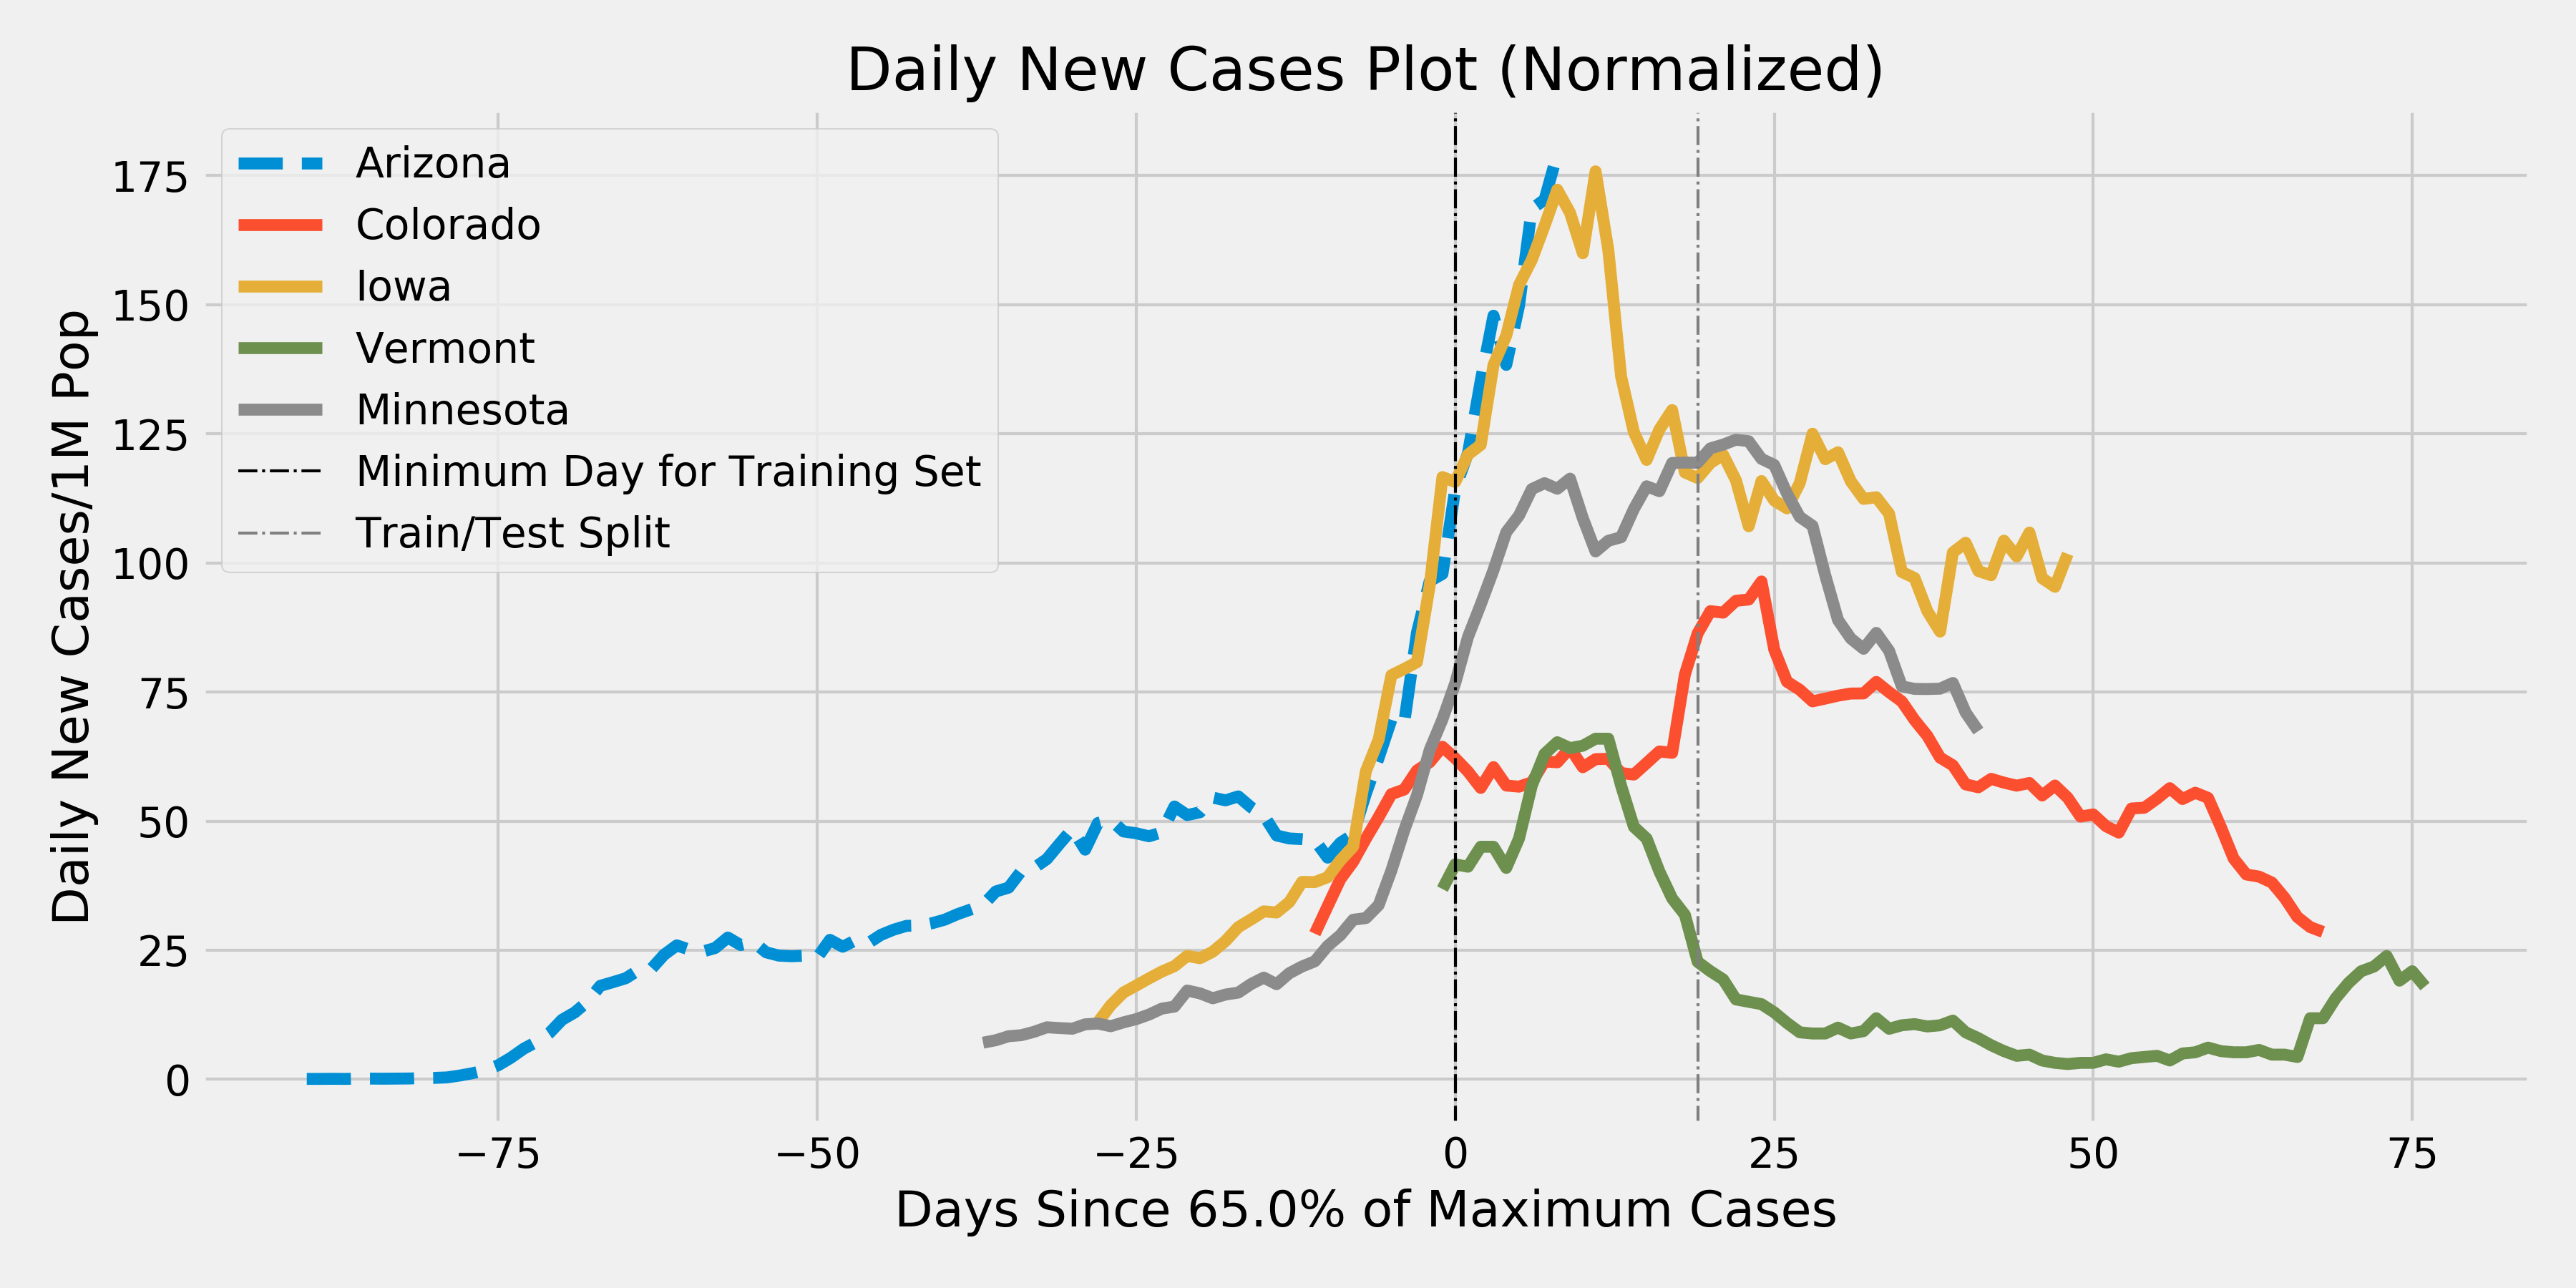 Daily New Cases Plot (Normalized)
Arizona
Colorado
Iowa
Vermont
Minnesota
Minimum Day for Training Set
Train/Test Split
Daily New Cases/1M Pop
175
150
125
100
75
50
25
0
−75 −50 −25 0 25 50 75
Days Since 65.0% of Maximum Cases